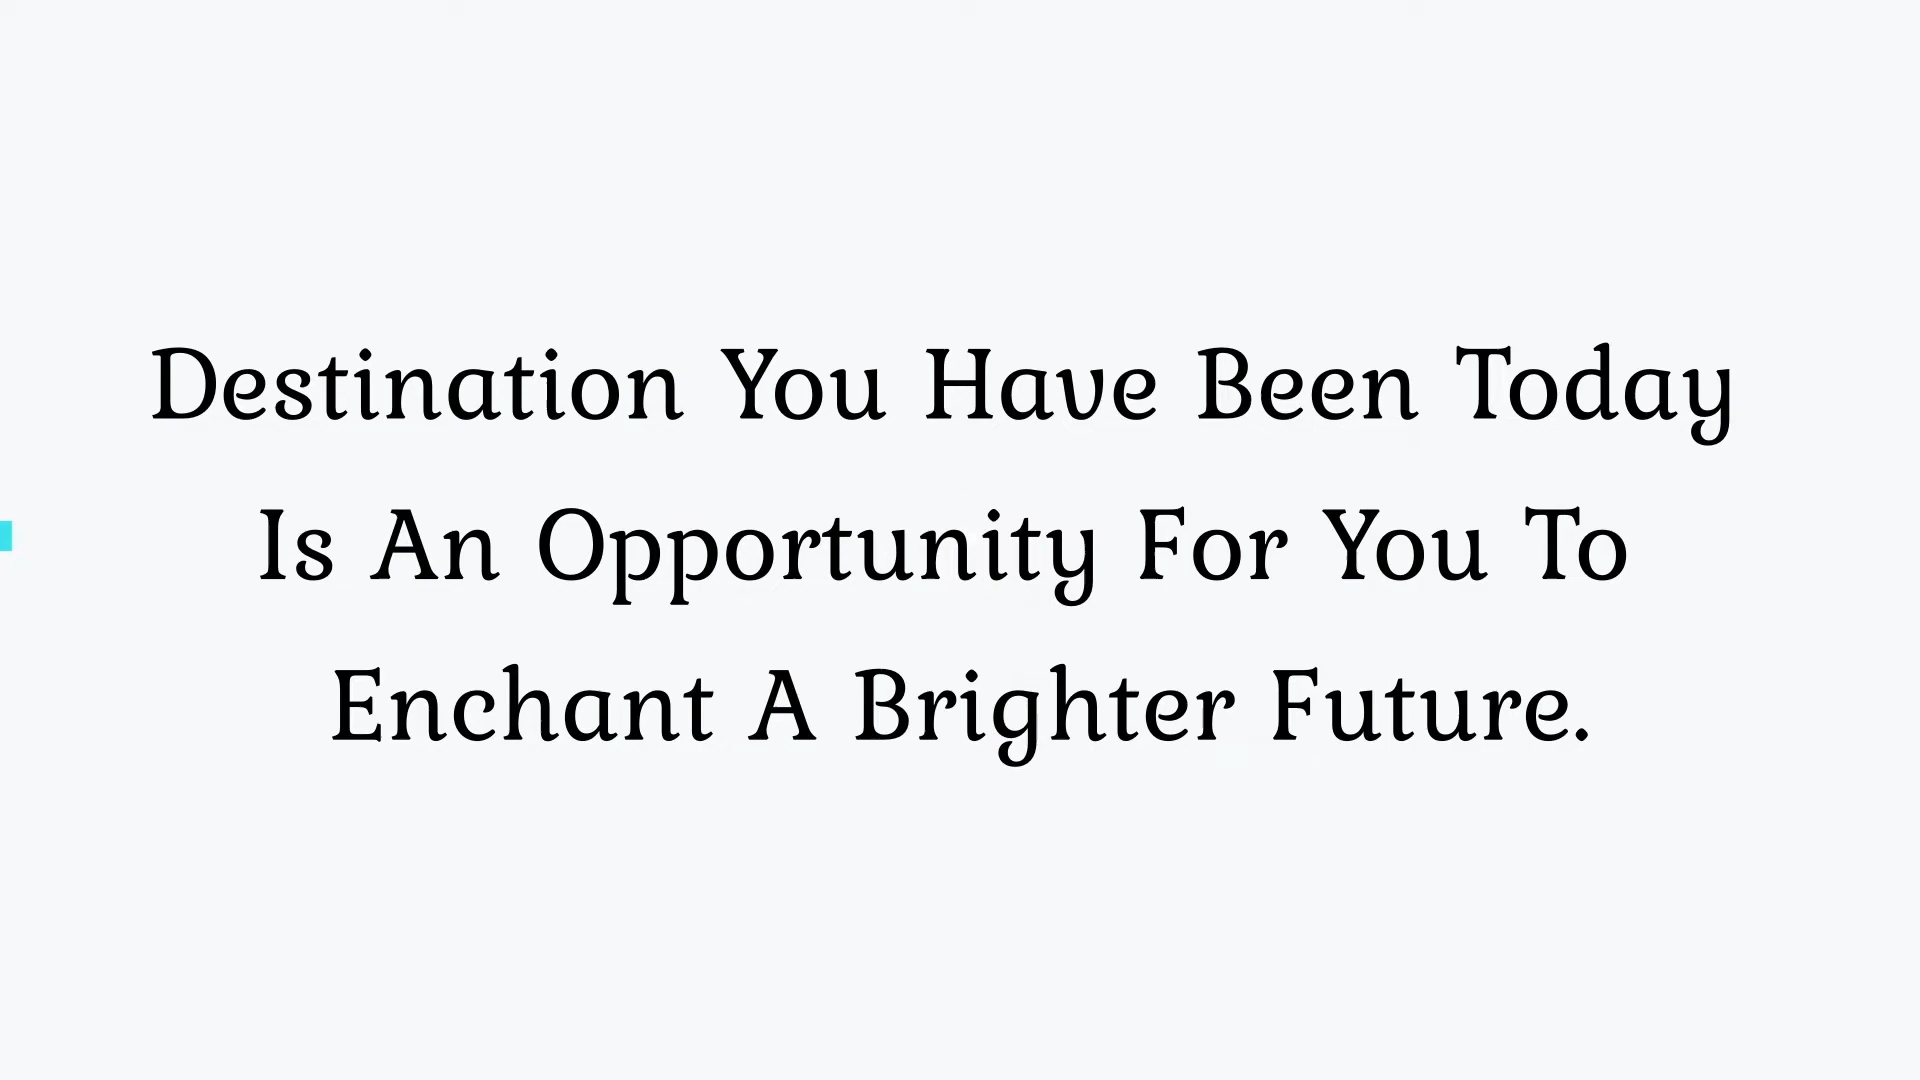 Destination You Have Been Today
Is An Opportunity For You To
Enchant A Brighter Future.